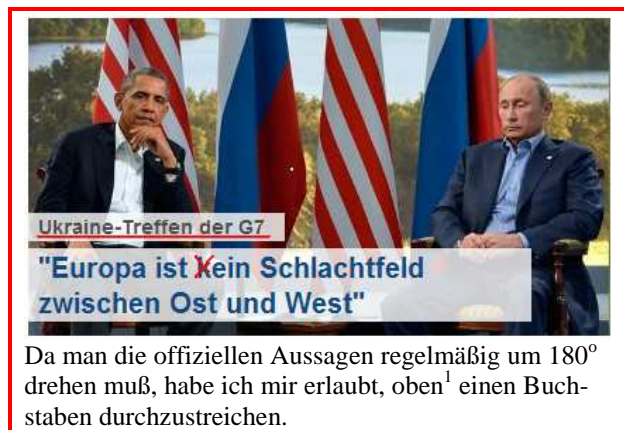 Ukraine-Treffen der G7
"Europa ist kein Schlachtfeld
zwischen Ost und West"
Da man die offiziellen Aussagen regelmäßig um 180o
drehen muß, habe ich mir erlaubt, oben1 einen Buch-
staben durchzustreichen.